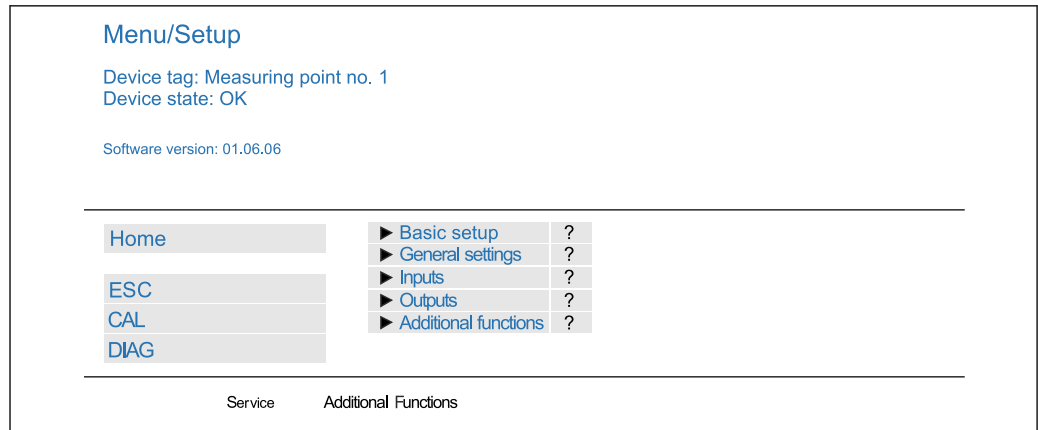 Menu/Setup
Device tag: Measuring point no. 1
Device state: OK
Software version: 01.06.06
Home
ESC
CAL
DIAG
► Basic setup ?
► General settings ?
► Inputs ?
► Outputs ?
► Additional functions ?
Service Additional Functions